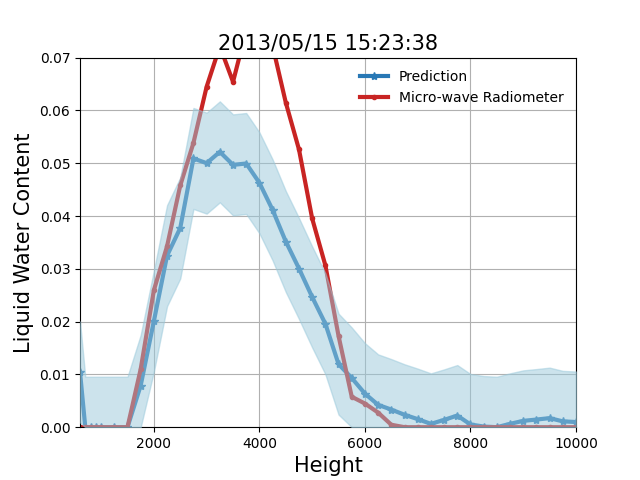 2013/05/15 15:23:38
Prediction
Micro-wave Radiometer
Liquid Water Content
0.07
0.06
0.05
0.04
0.03
0.02
0.01
0.00
2000 4000 6000 8000 10000
Height